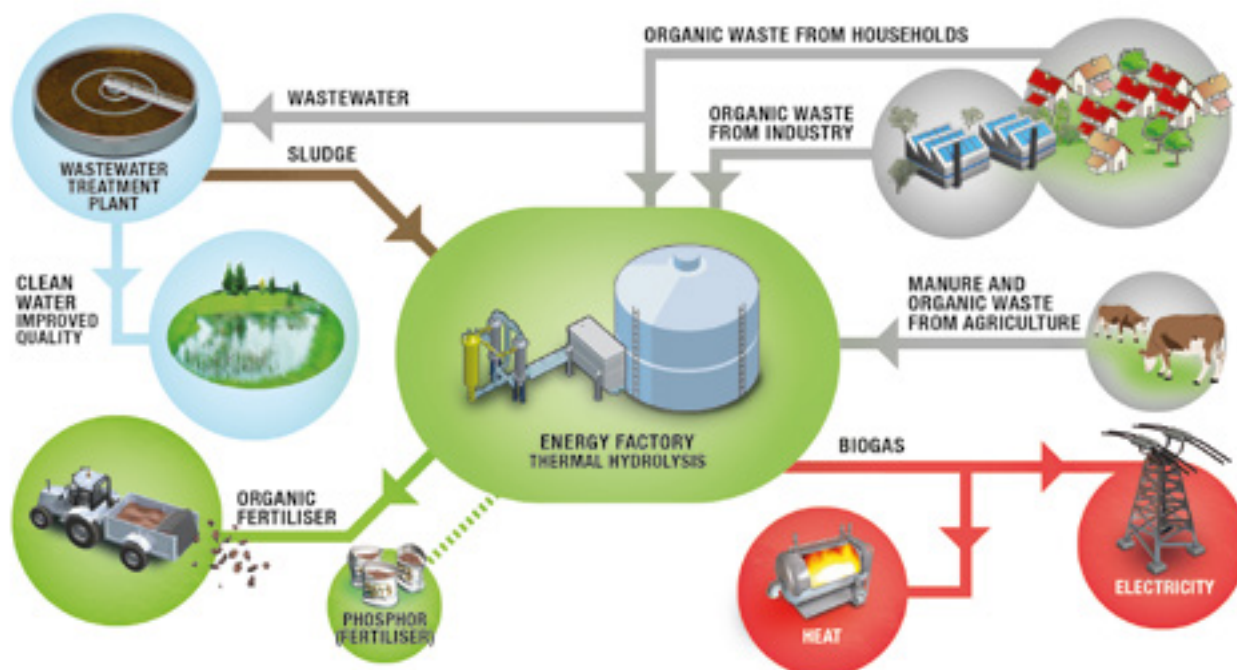 ORGANIC WASTE FROM HOUSEHOLDS
WASTEWATER
ORGANIC WASTE
FROM INDUSTRY
SLUDGE
WASTEWATER
TREATMENT
PLANT
CLEAN
WATER
IMPROVED
QUALITY
MANURE AND
ORGANIC WASTE
FROM AGRICULTURE
ENERGY FACTORY
THERMAL HYDROLYSIS
BIOGAS
ORGANIC
FERTILISER
PHOSPHOR
(FERTILISER)
HEAT
ELECTRICITY